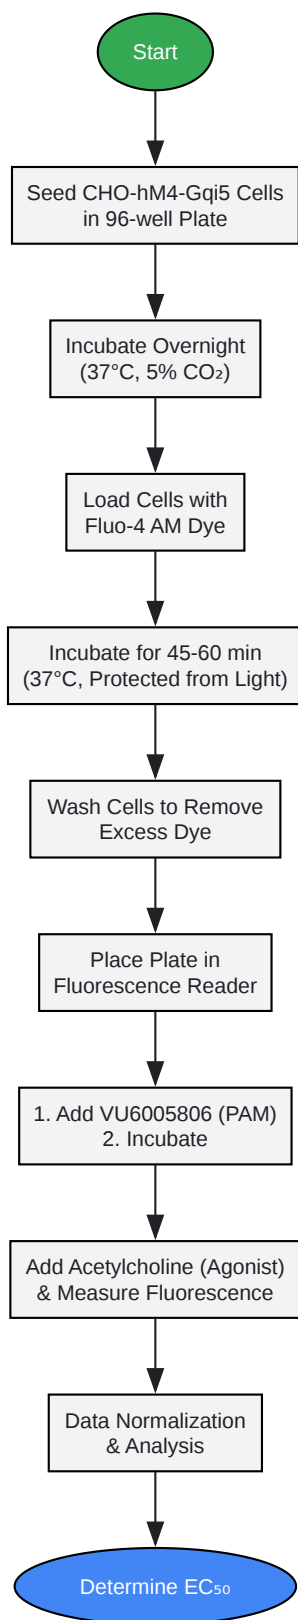 Start
Seed CHO-hM4-Gqi5 Cells
in 96-well Plate
Incubate Overnight
(37°C, 5% CO₂)
Load Cells with
Fluo-4 AM Dye
Incubate for 45-60 min
(37°C, Protected from Light)
Wash Cells to Remove
Excess Dye
Place Plate in
Fluorescence Reader
1. Add VU6005806 (PAM)
2. Incubate
Add Acetylcholine (Agonist)
& Measure Fluorescence
Data Normalization
& Analysis
Determine EC₅₀